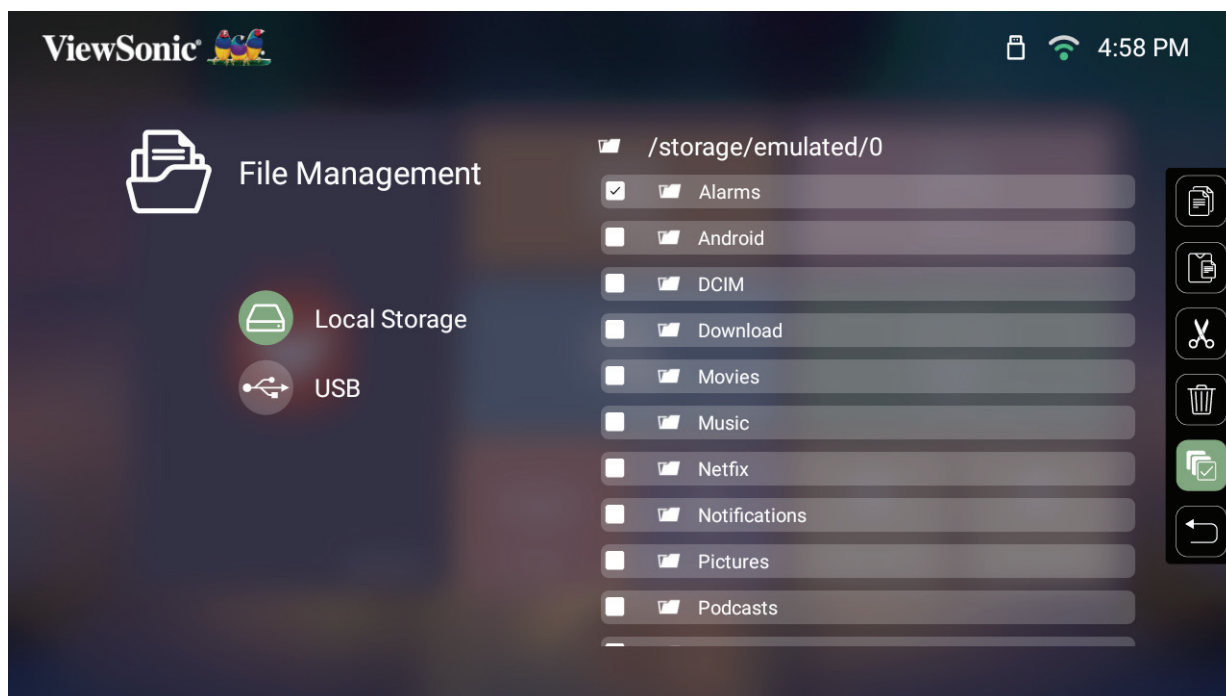 ViewSonic®
4:58 PM
File Management
Local Storage
USB
/storage/emulated/0
Alarms
Android
DCIM
Download
Movies
Music
Netfix
Notifications
Pictures
Podcasts